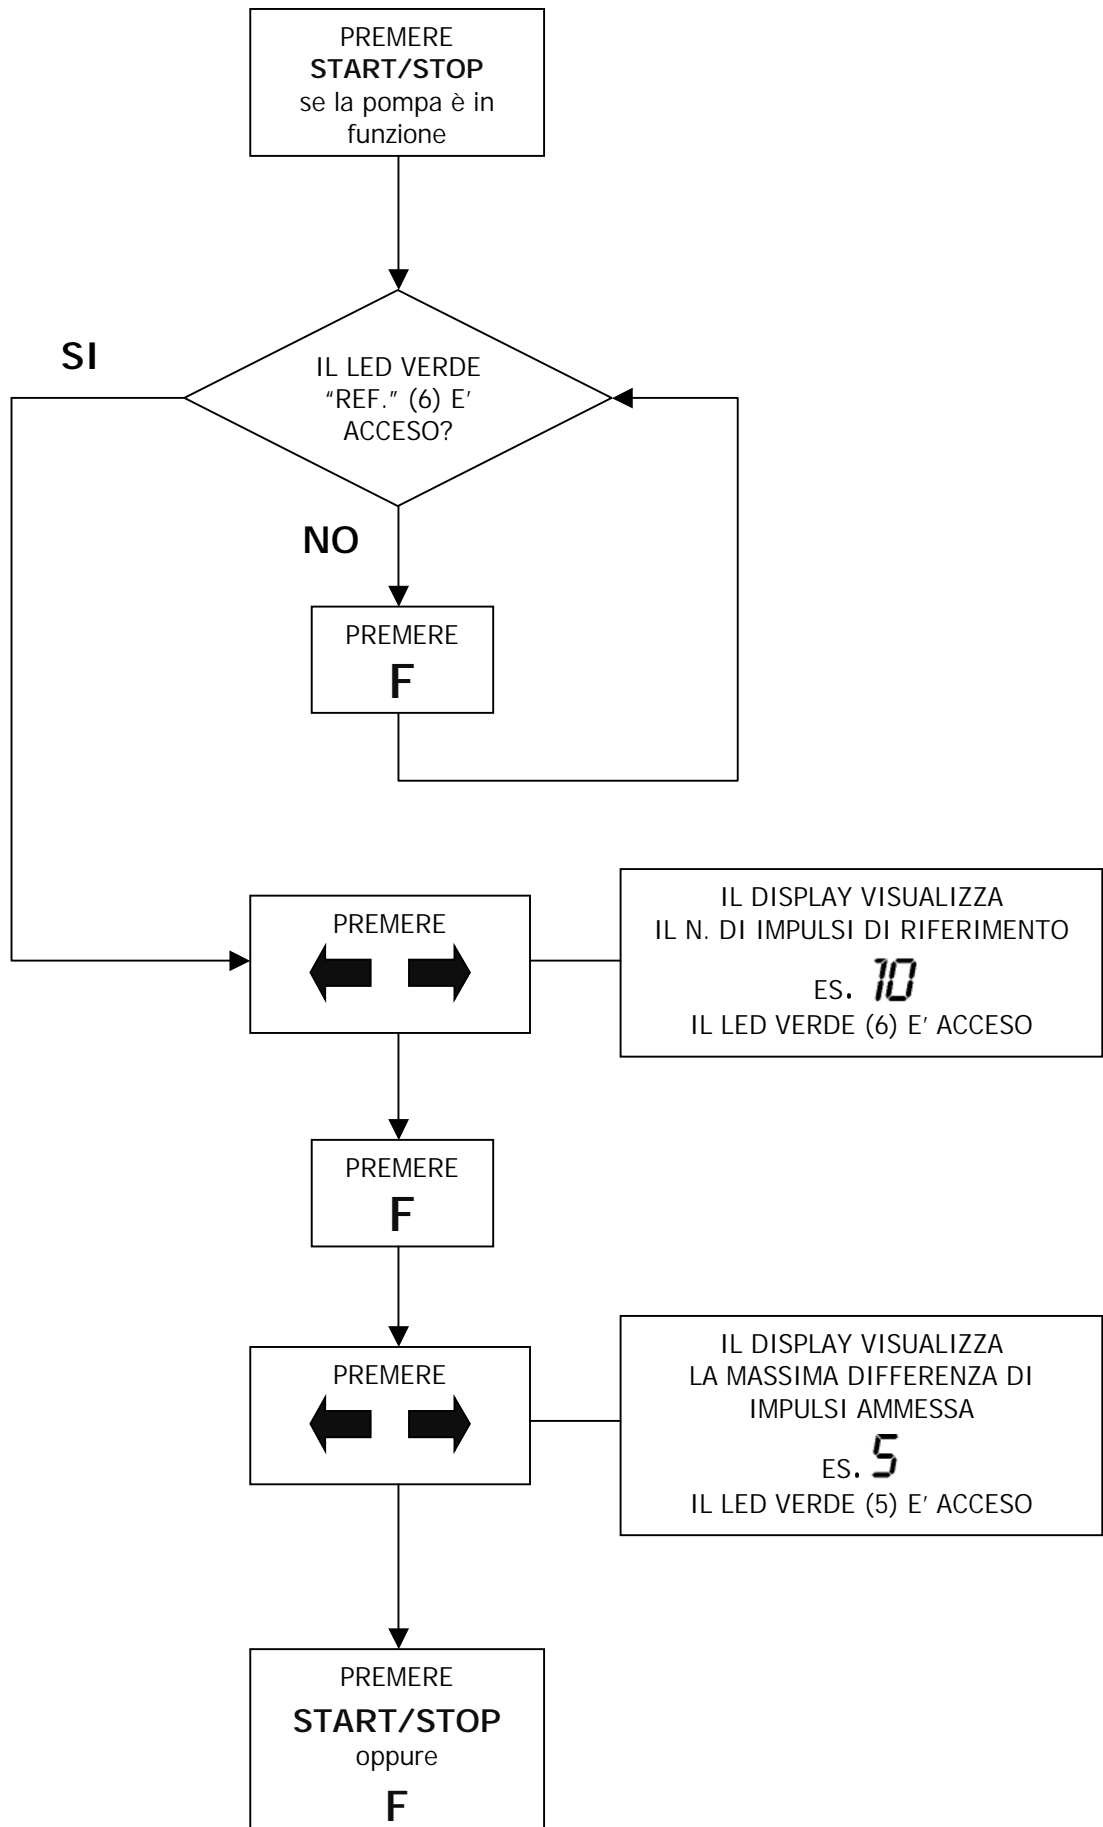 PREMERE
START/STOP
se la pompa è in
funzione
SI
IL LED VERDE
"REF." (6) E'
ACCESO?
NO
PREMERE
F
PREMERE
IL DISPLAY VISUALIZZA
IL N. DI IMPULSI DI RIFERIMENTO
ES. 10
IL LED VERDE (6) E' ACCESO
PREMERE
F
PREMERE
IL DISPLAY VISUALIZZA
LA MASSIMA DIFFERENZA DI
IMPULSI AMMESSA
ES. 5
IL LED VERDE (5) E' ACCESO
PREMERE
START/STOP
oppure
F